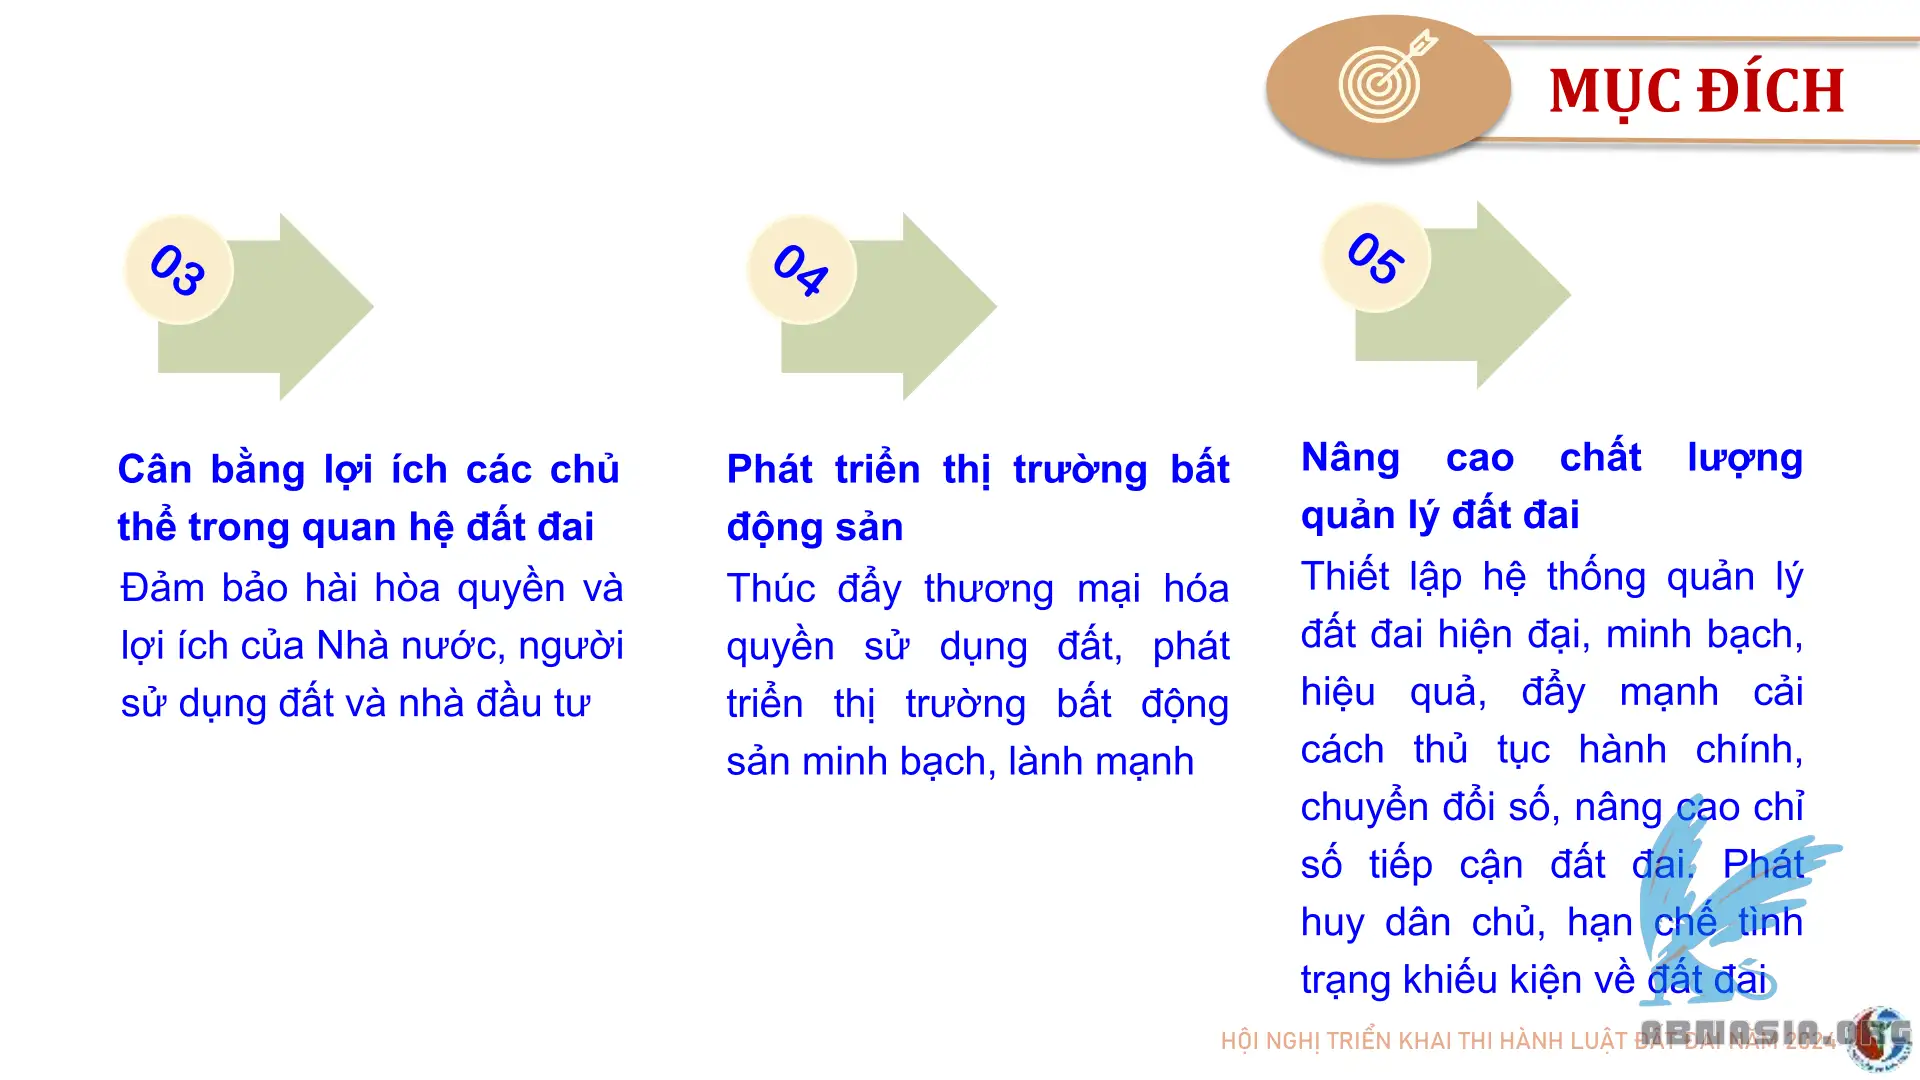 MỤC ĐÍCH
03
Cân bằng lợi ích các chủ
thể trong quan hệ đất đai
Đảm bảo hài hòa quyền và
lợi ích của Nhà nước, người
sử dụng đất và nhà đầu tư
04
Phát triển thị trường bất
động sản
Thúc đẩy thương mại hóa
quyền sử dụng đất, phát
triển thị trường bất động
sản minh bạch, lành mạnh
05
Nâng cao chất lượng
quản lý đất đai
Thiết lập hệ thống quản lý
đất đai hiện đại, minh bạch,
hiệu quả, đẩy mạnh cải
cách thủ tục hành chính,
chuyển đổi số, nâng cao chỉ
số tiếp cận đất đai. Phát
huy dân chủ, hạn chế tình
trạng khiếu kiện về đất đai
HỘI NGHỊ TRIỂN KHAI THI HÀNH LUẬT ĐẤT ĐAI NĂM 2024
ABMASIA.ORG